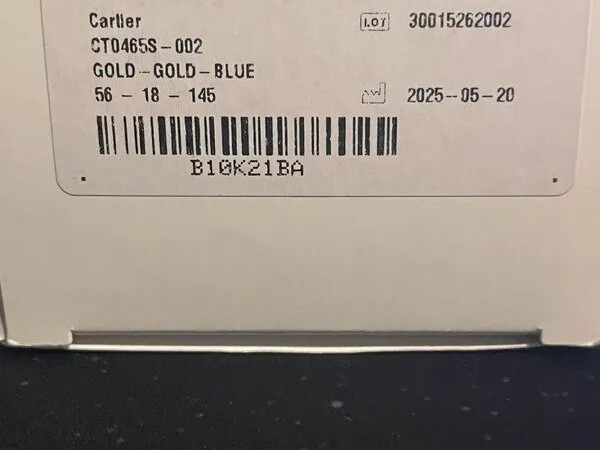 Cartier
CT0465S-002
GOLD-GOLD-BLUE
56-18-145
LOT 30015262002
2025-05-20
B10K21BA